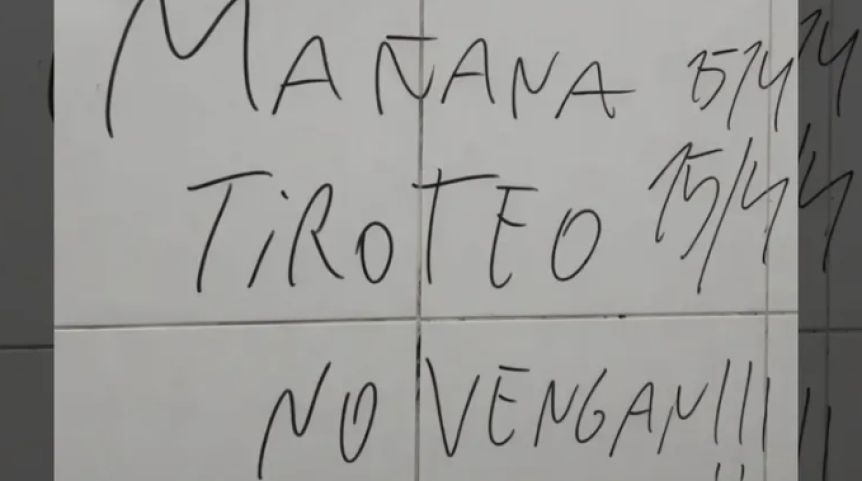 MAÑANA 15/4
TiROTEO 15/4
NO VENGAN!!!